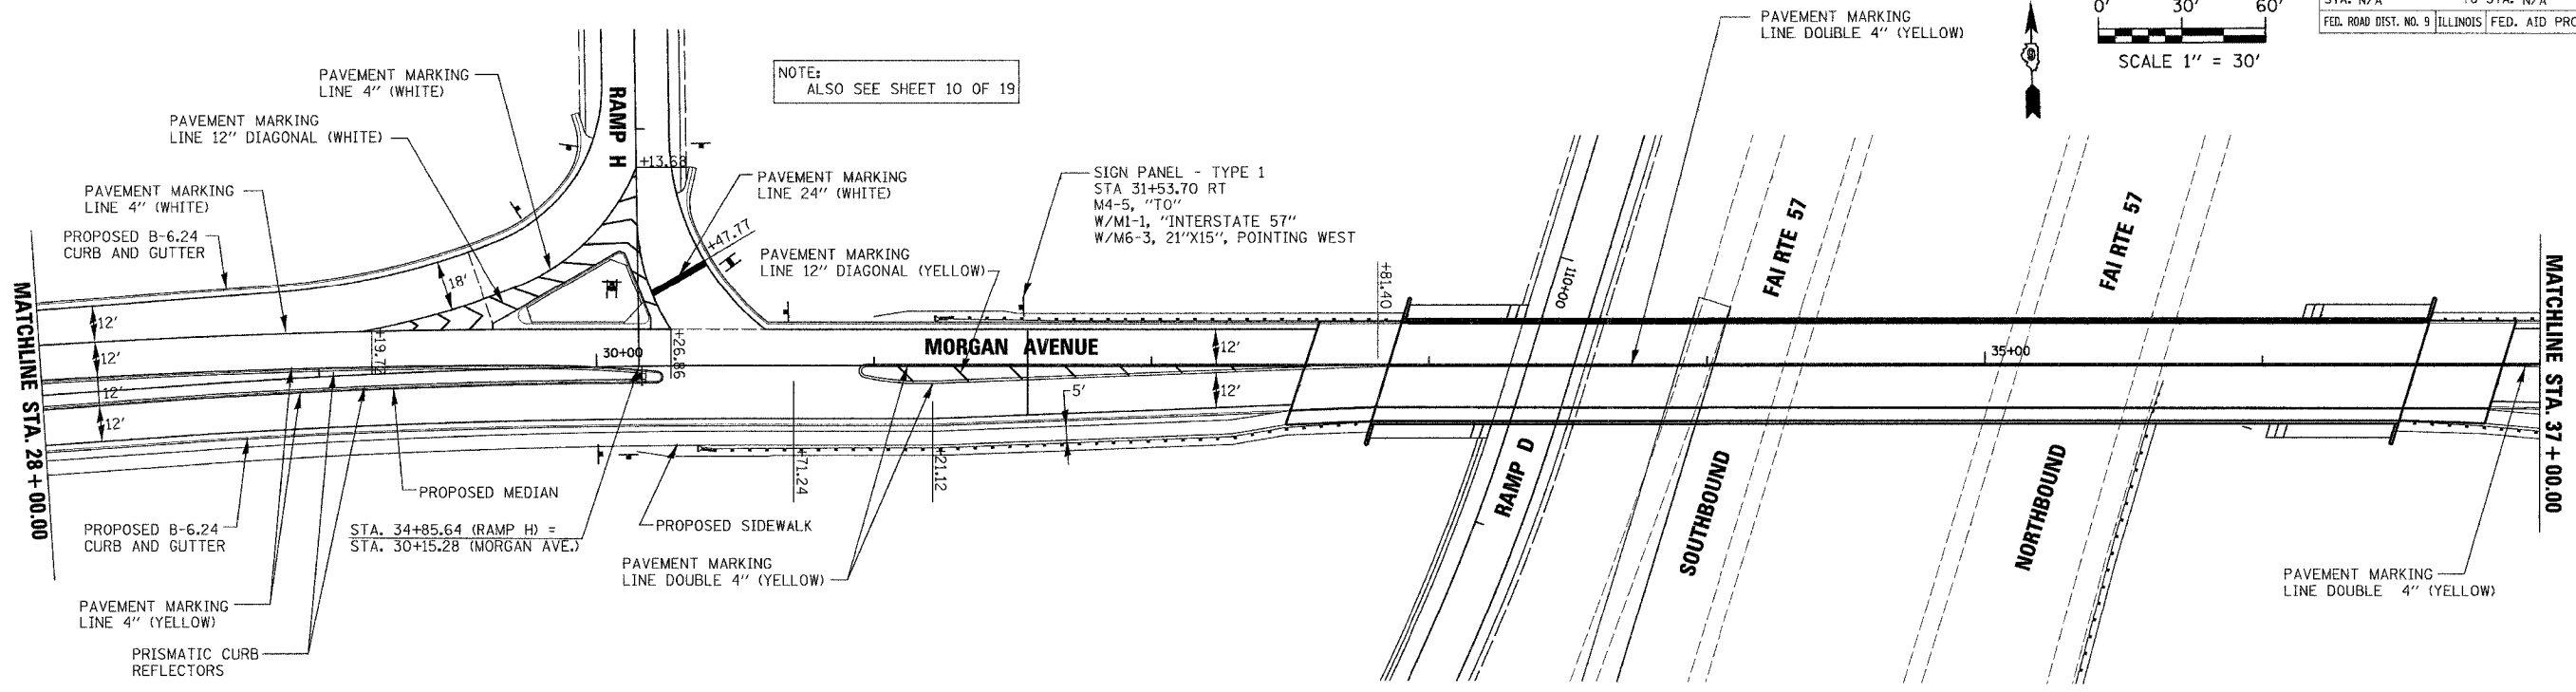 PAVEMENT MARKING
LINE DOUBLE 4" (YELLOW)
0' 30' 60'
SCALE 1" = 30'
FED. ROAD DIST. NO. 9 ILLINOIS FED. AID PRO
PAVEMENT MARKING
LINE 4" (WHITE)
NOTE:
ALSO SEE SHEET 10 OF 19
PAVEMENT MARKING
LINE 12" DIAGONAL (WHITE)
RAMP H
+13.68
PAVEMENT MARKING
LINE 24" (WHITE)
SIGN PANEL - TYPE 1
STA 31+53.70 RT
M4-5, "TO"
W/M1-1, "INTERSTATE 57"
W/M6-3, 21"X15", POINTING WEST
PAVEMENT MARKING
LINE 4" (WHITE)
PROPOSED B-6.24
CURB AND GUTTER
+47.77
PAVEMENT MARKING
LINE 12" DIAGONAL (YELLOW)
FAI RTE 57
FAI RTE 57
18'
+81.40
110+00
MATCHLINE STA. 28+00.00
12'
12'
12'
12'
30+00
+26.86
MORGAN AVENUE
12'
12'
5'
35+00
MATCHLINE STA. 37+00.00
+71.24
+21.12
RAMP D
SOUTHBOUND
NORTHBOUND
PROPOSED MEDIAN
PROPOSED B-6.24
CURB AND GUTTER
STA. 34+85.64 (RAMP H) =
STA. 30+15.28 (MORGAN AVE.)
PROPOSED SIDEWALK
PAVEMENT MARKING
LINE DOUBLE 4" (YELLOW)
PAVEMENT MARKING
LINE DOUBLE 4" (YELLOW)
PAVEMENT MARKING
LINE 4" (YELLOW)
PRISMATIC CURB
REFLECTORS